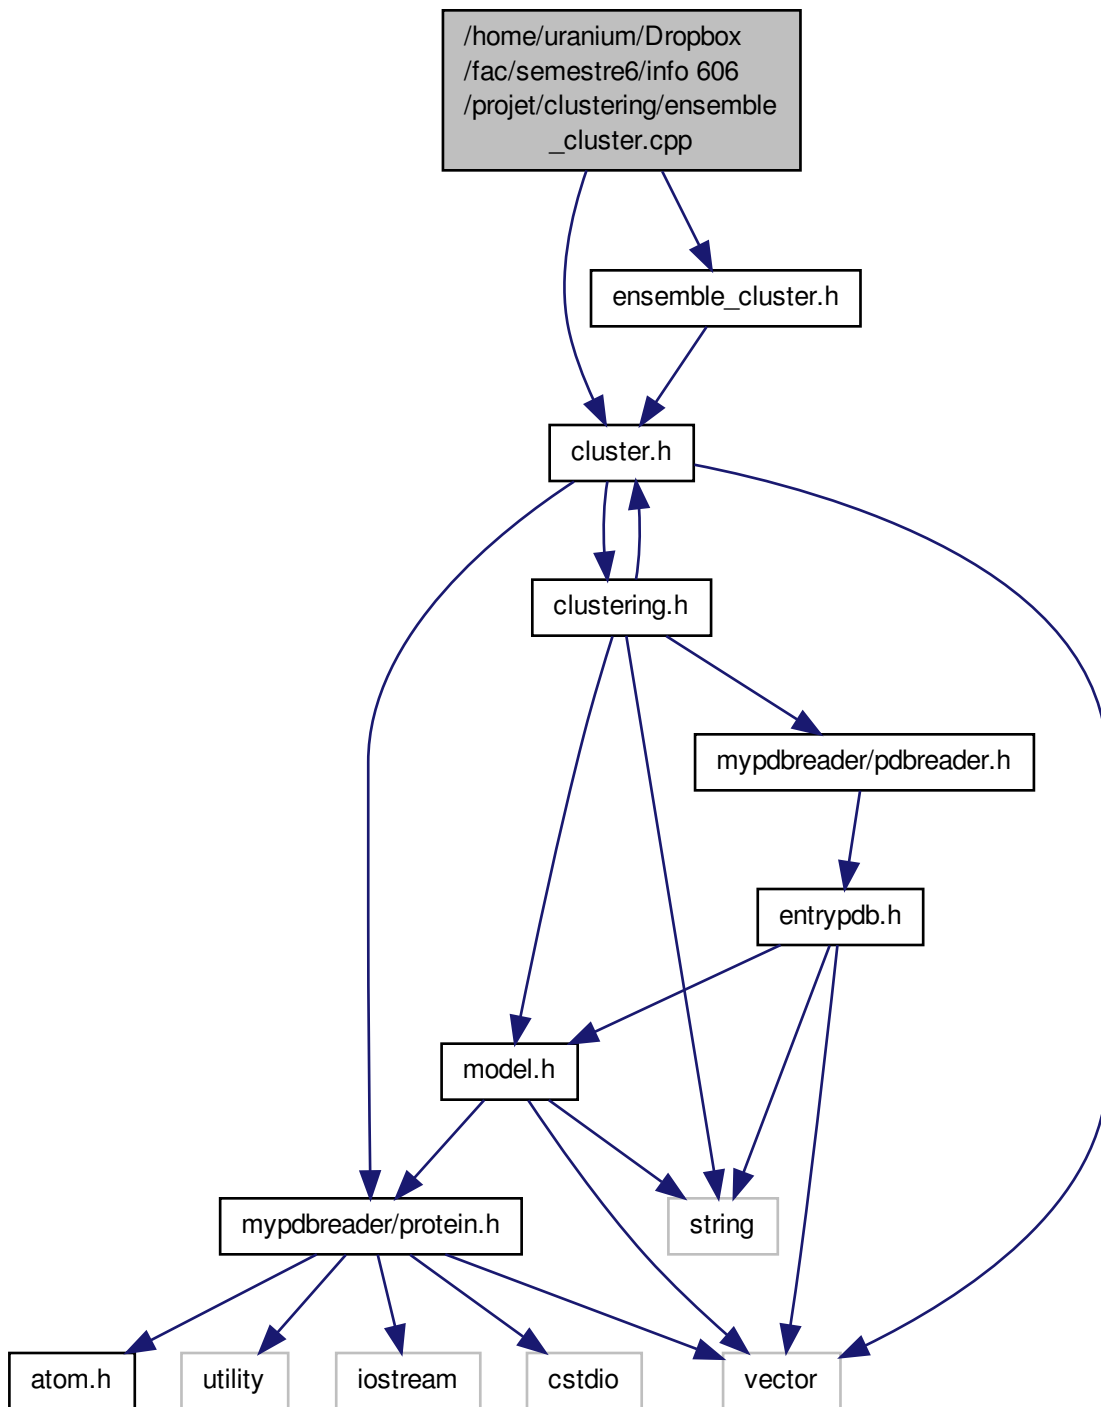 /home/uranium/Dropbox
/fac/semestre6/info 606
/projet/clustering/ensemble
_cluster.cpp
ensemble_cluster.h
cluster.h
clustering.h
mypdbreader/pdbreader.h
entrypdb.h
model.h
mypdbreader/protein.h
string
atom.h
utility
iostream
cstdio
vector